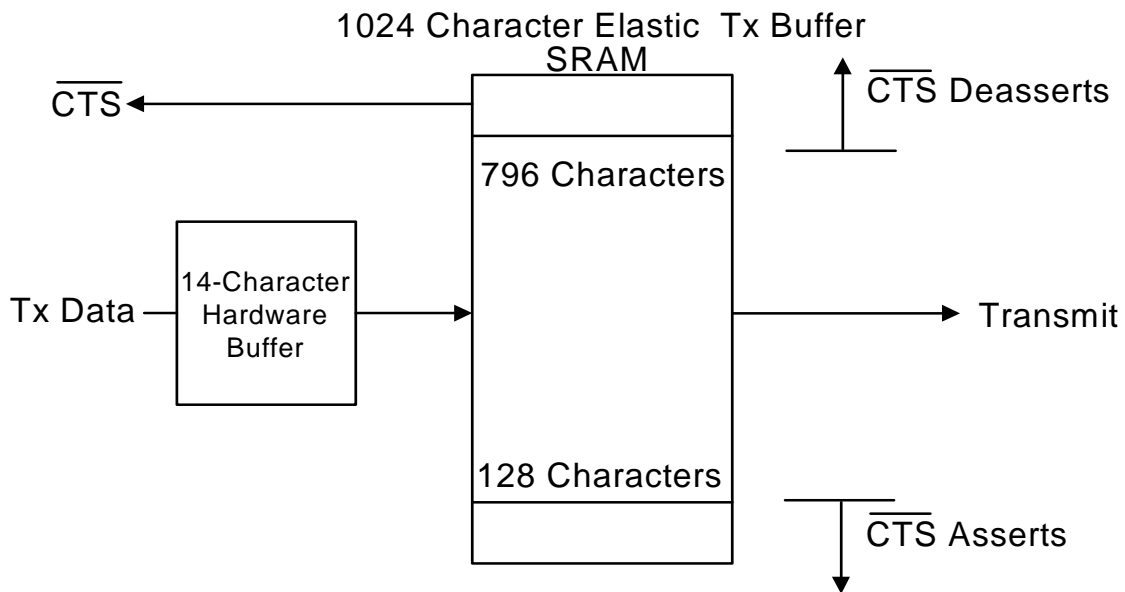 1024 Character Elastic Tx Buffer
SRAM
CTS
CTS Deasserts
796 Characters
14-Character
Hardware
Buffer
Tx Data
Transmit
128 Characters
CTS Asserts